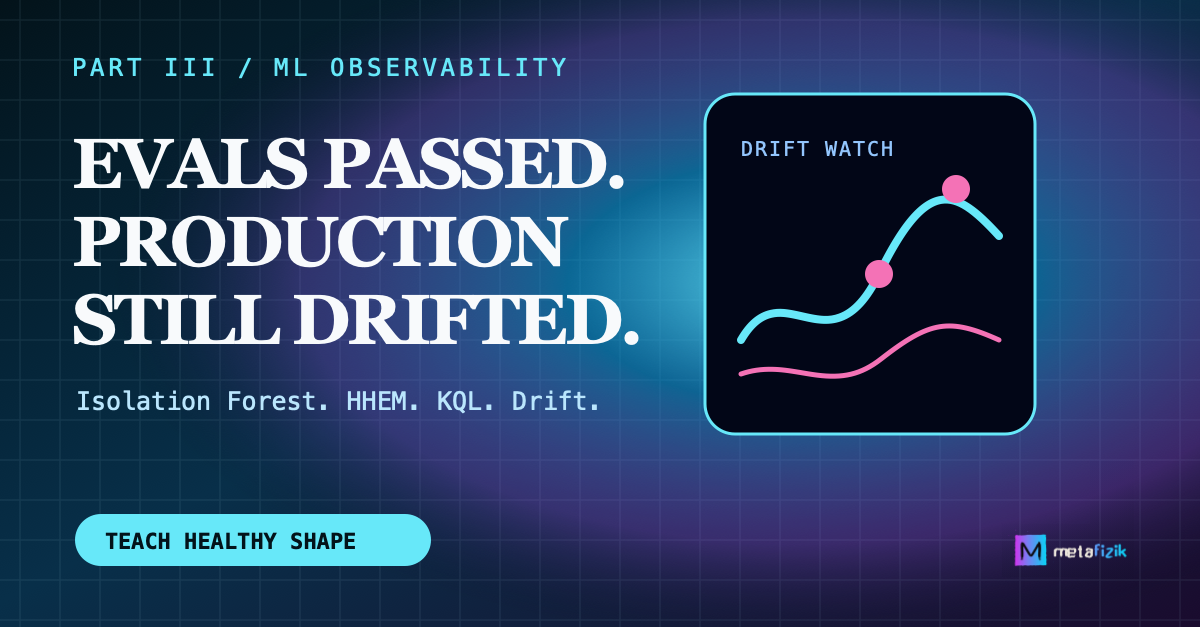 PART III / ML OBSERVABILITY
EVALS PASSED.
PRODUCTION
STILL DRIFTED.
Isolation Forest. HHEM. KQL. Drift.
TEACH HEALTHY SHAPE
DRIFT WATCH
M metafizik